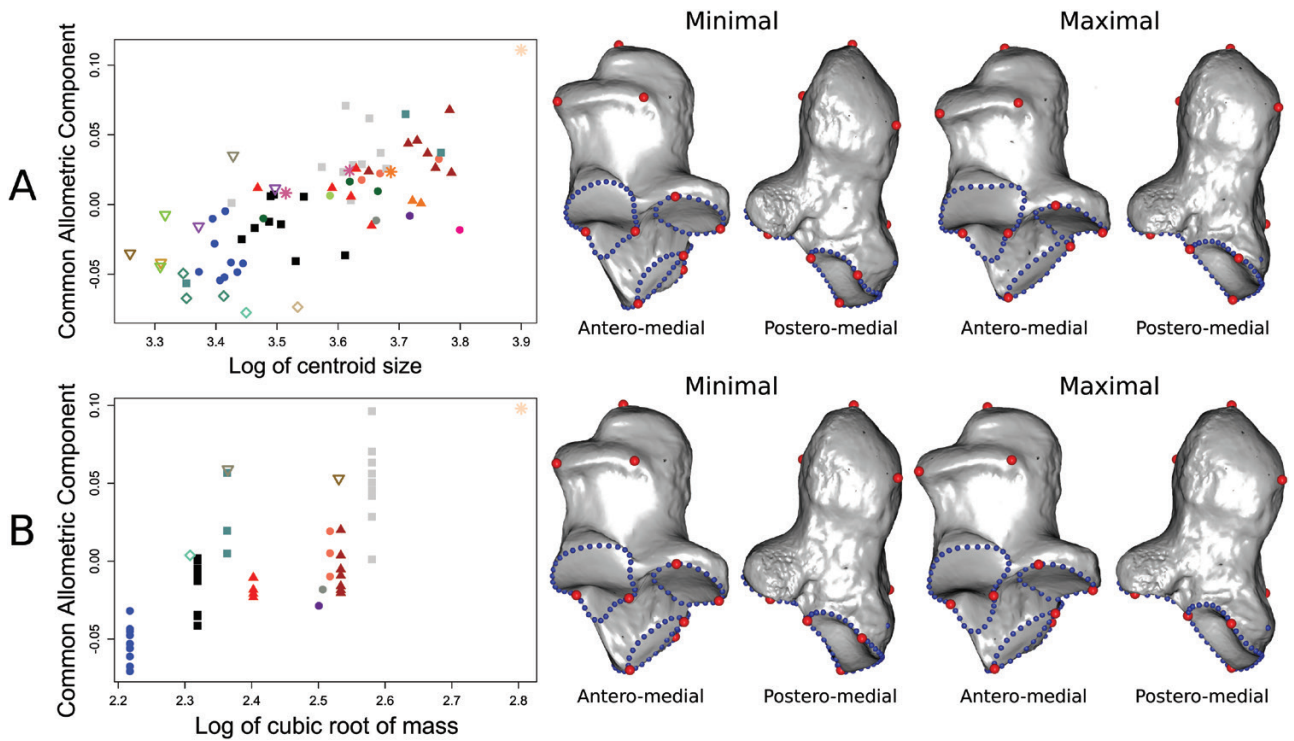 A
Common Allometric Component
0.10
0.05
0.00
-0.05
3.3 3.4 3.5 3.6 3.7 3.8 3.9
Log of centroid size
Minimal Maximal
Antero-medial Postero-medial Antero-medial Postero-medial
B
Common Allometric Component
0.10
0.05
0.00
-0.05
2.2 2.3 2.4 2.5 2.6 2.7 2.8
Log of cubic root of mass
Minimal Maximal
Antero-medial Postero-medial Antero-medial Postero-medial